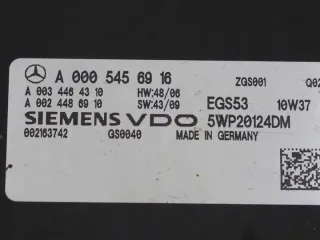 A 000 545 69 16 ZGS001 Q02
A 003 446 43 10 HW:48/06
A 002 448 69 10 SW:43/09 EGS53 10W37
SIEMENS VDO 5WP20124DM
002163742 GS0040 MADE IN GERMANY